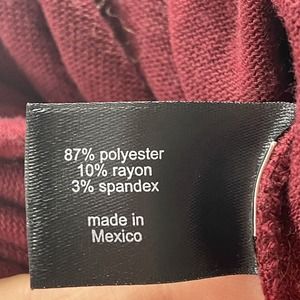 87% polyester
10% rayon
3% spandex
made in
Mexico